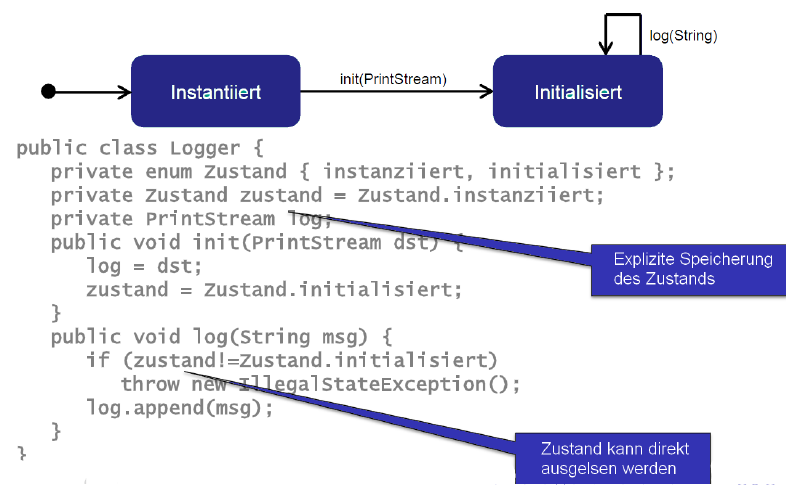 log(String)
Instantiiert
init(PrintStream)
Initialisiert
public class Logger {
private enum Zustand { instanziiert, initialisiert };
private Zustand zustand = Zustand.instanziiert;
private PrintStream log;
public void init(PrintStream dst) {
log = dst;
zustand = Zustand.initialisiert;
}
Explizite Speicherung
des Zustands
public void log(String msg) {
if (zustand!=Zustand.initialisiert)
throw new IllegalStateException();
log.append(msg);
}
}
Zustand kann direkt
ausgelsen werden